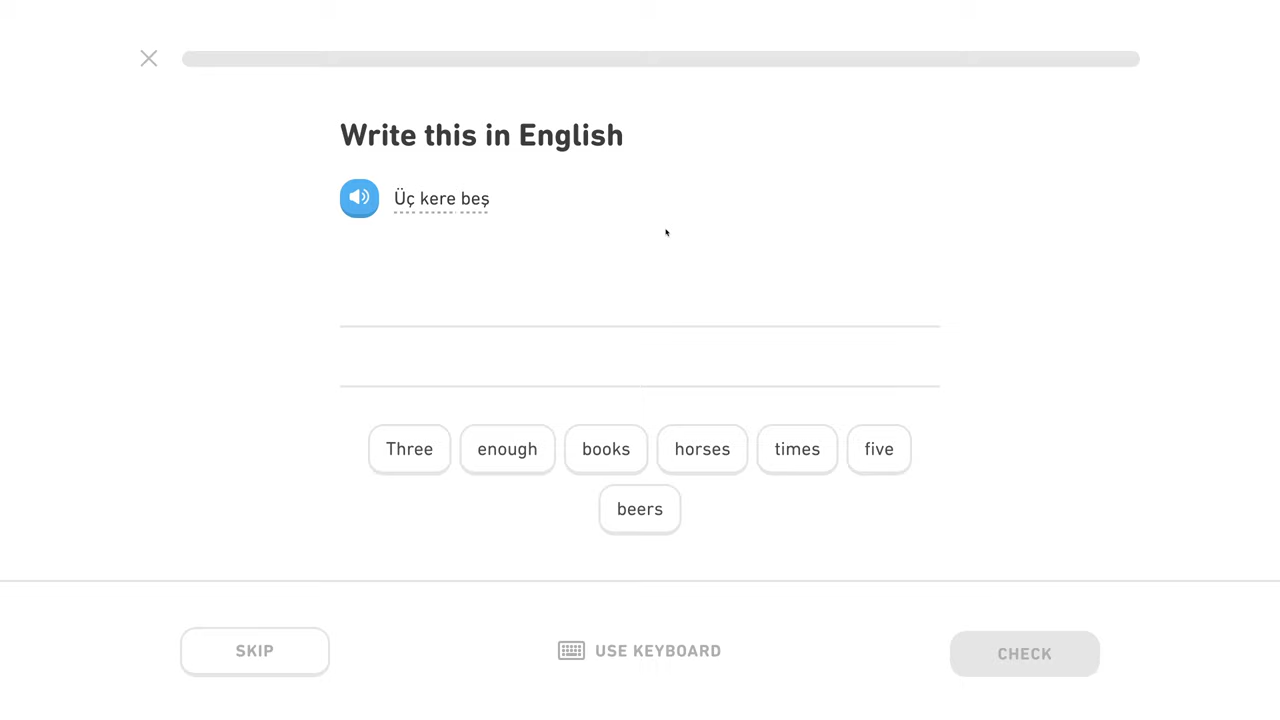 Write this in English
Üç kere beş
Three enough books horses times five
beers
SKIP USE KEYBOARD CHECK